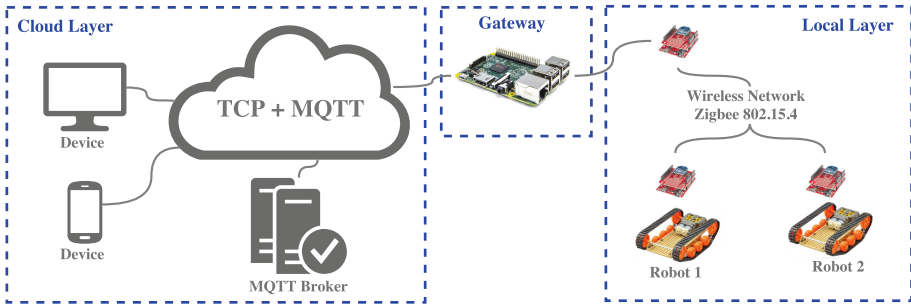 Cloud Layer
TCP + MQTT
Device
Device
MQTT Broker
Gateway
Local Layer
Wireless Network
Zigbee 802.15.4
Robot 1
Robot 2